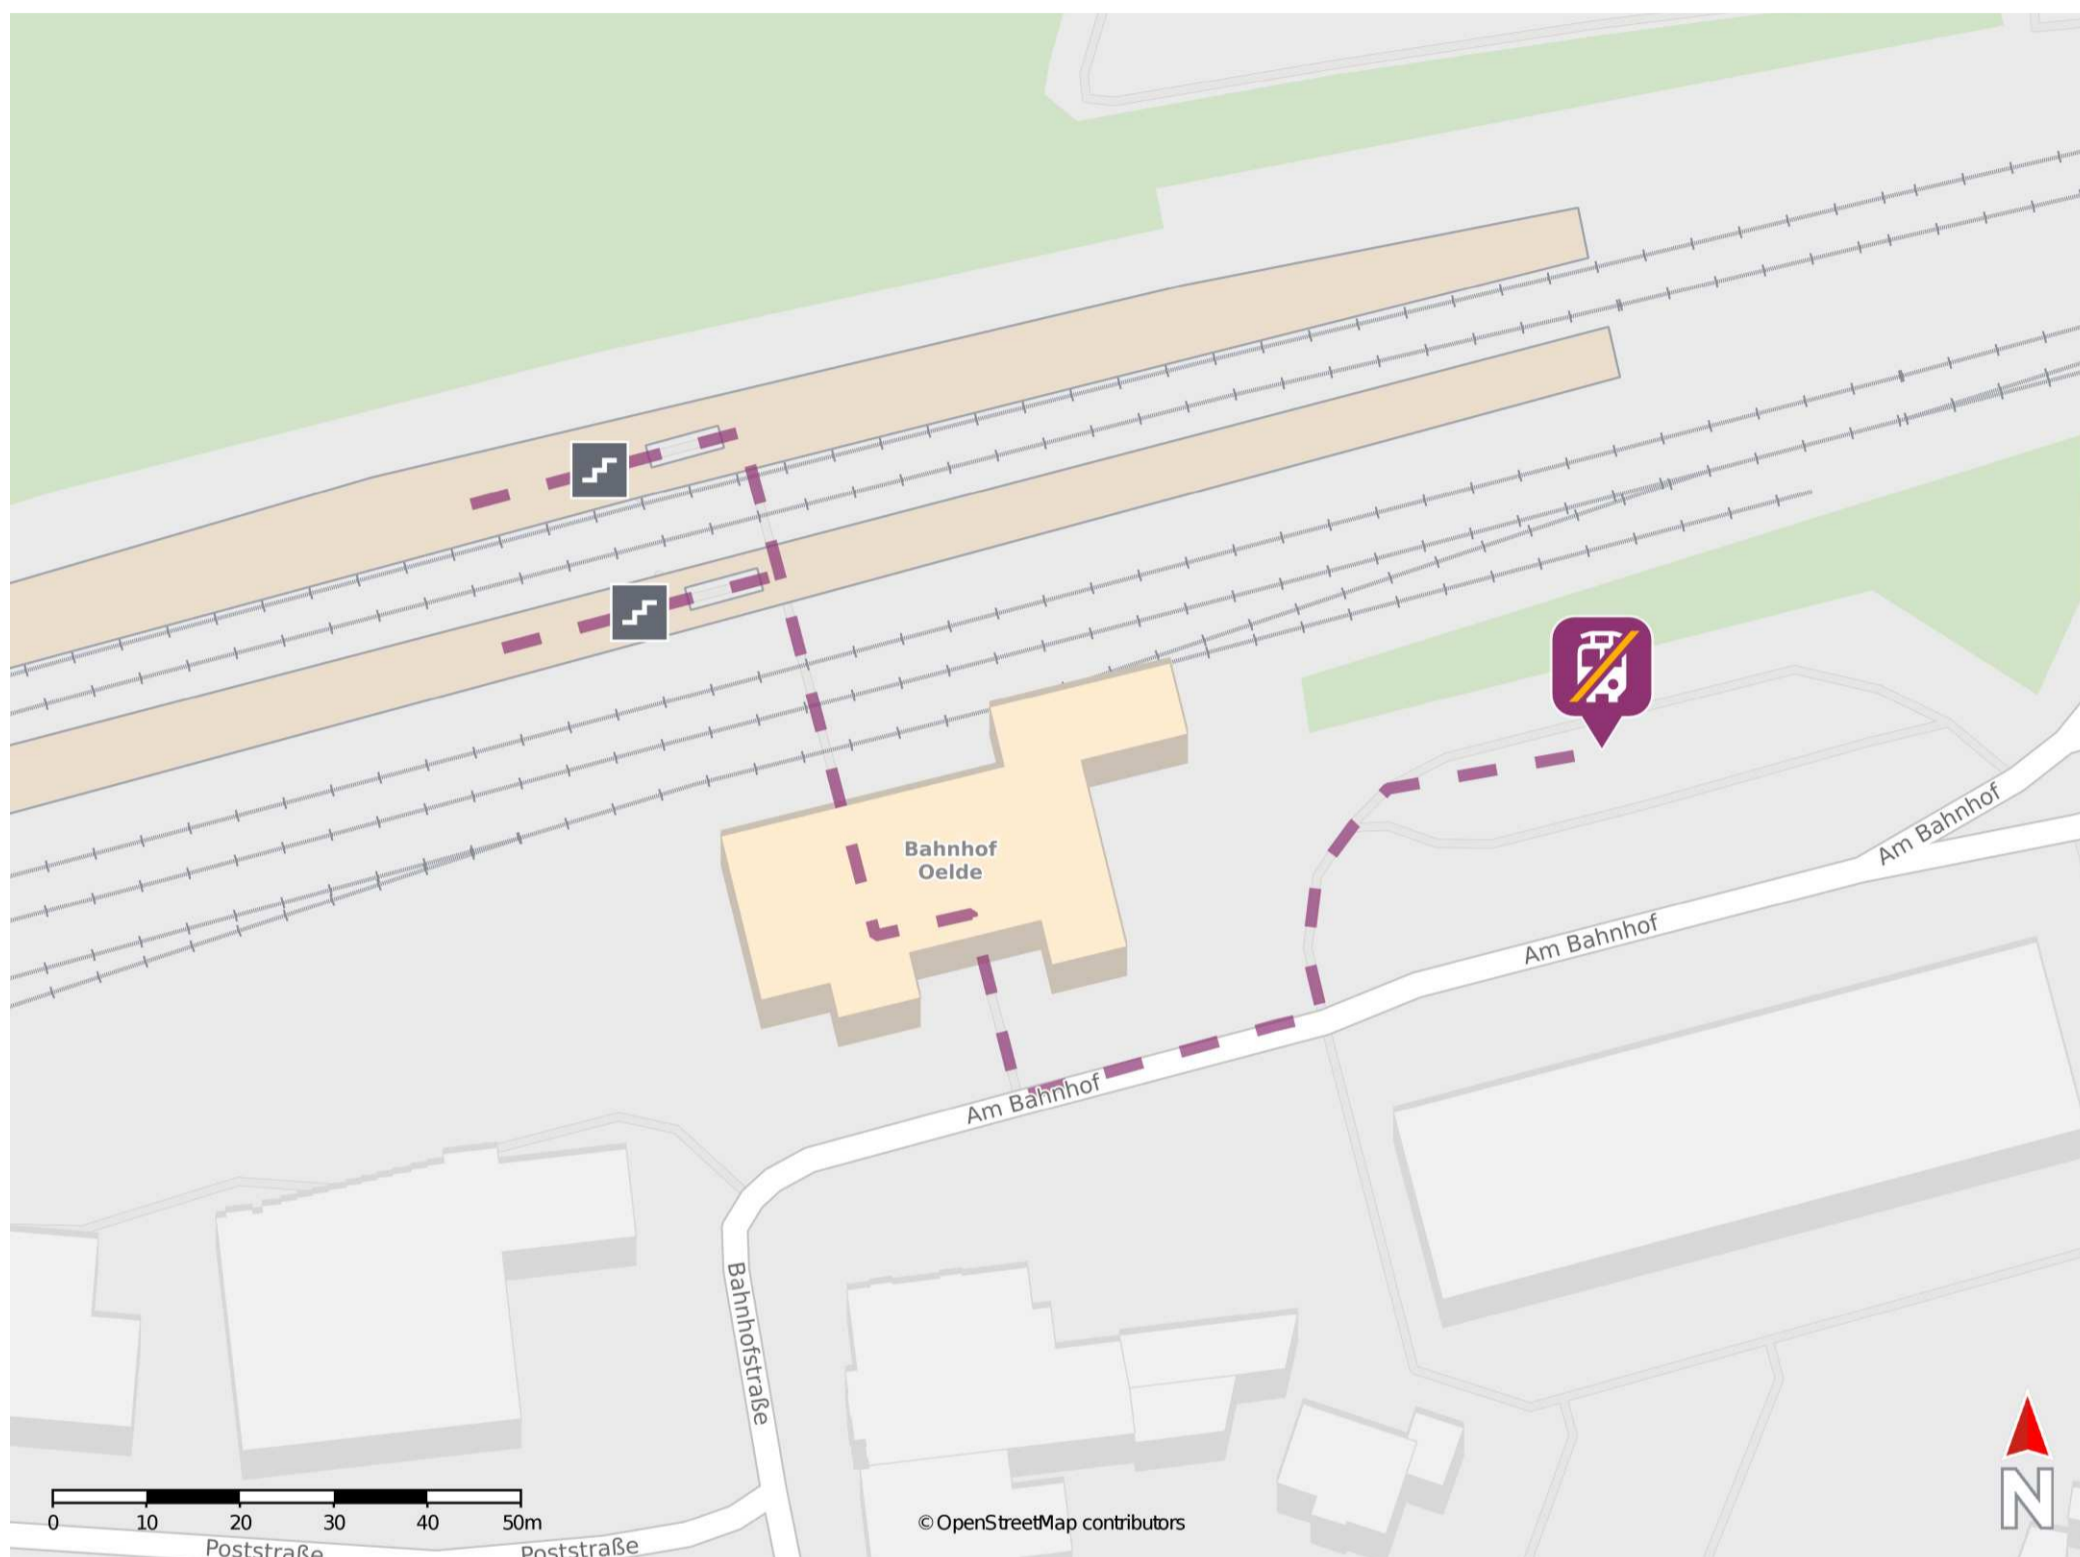 Bahnhof
Oelde
Am Bahnhof
Am Bahnhof
Am Bahnhof
Bahnhofstraße
0 10 20 30 40 50m
© OpenStreetMap contributors
N
Poststraße
Poststraße